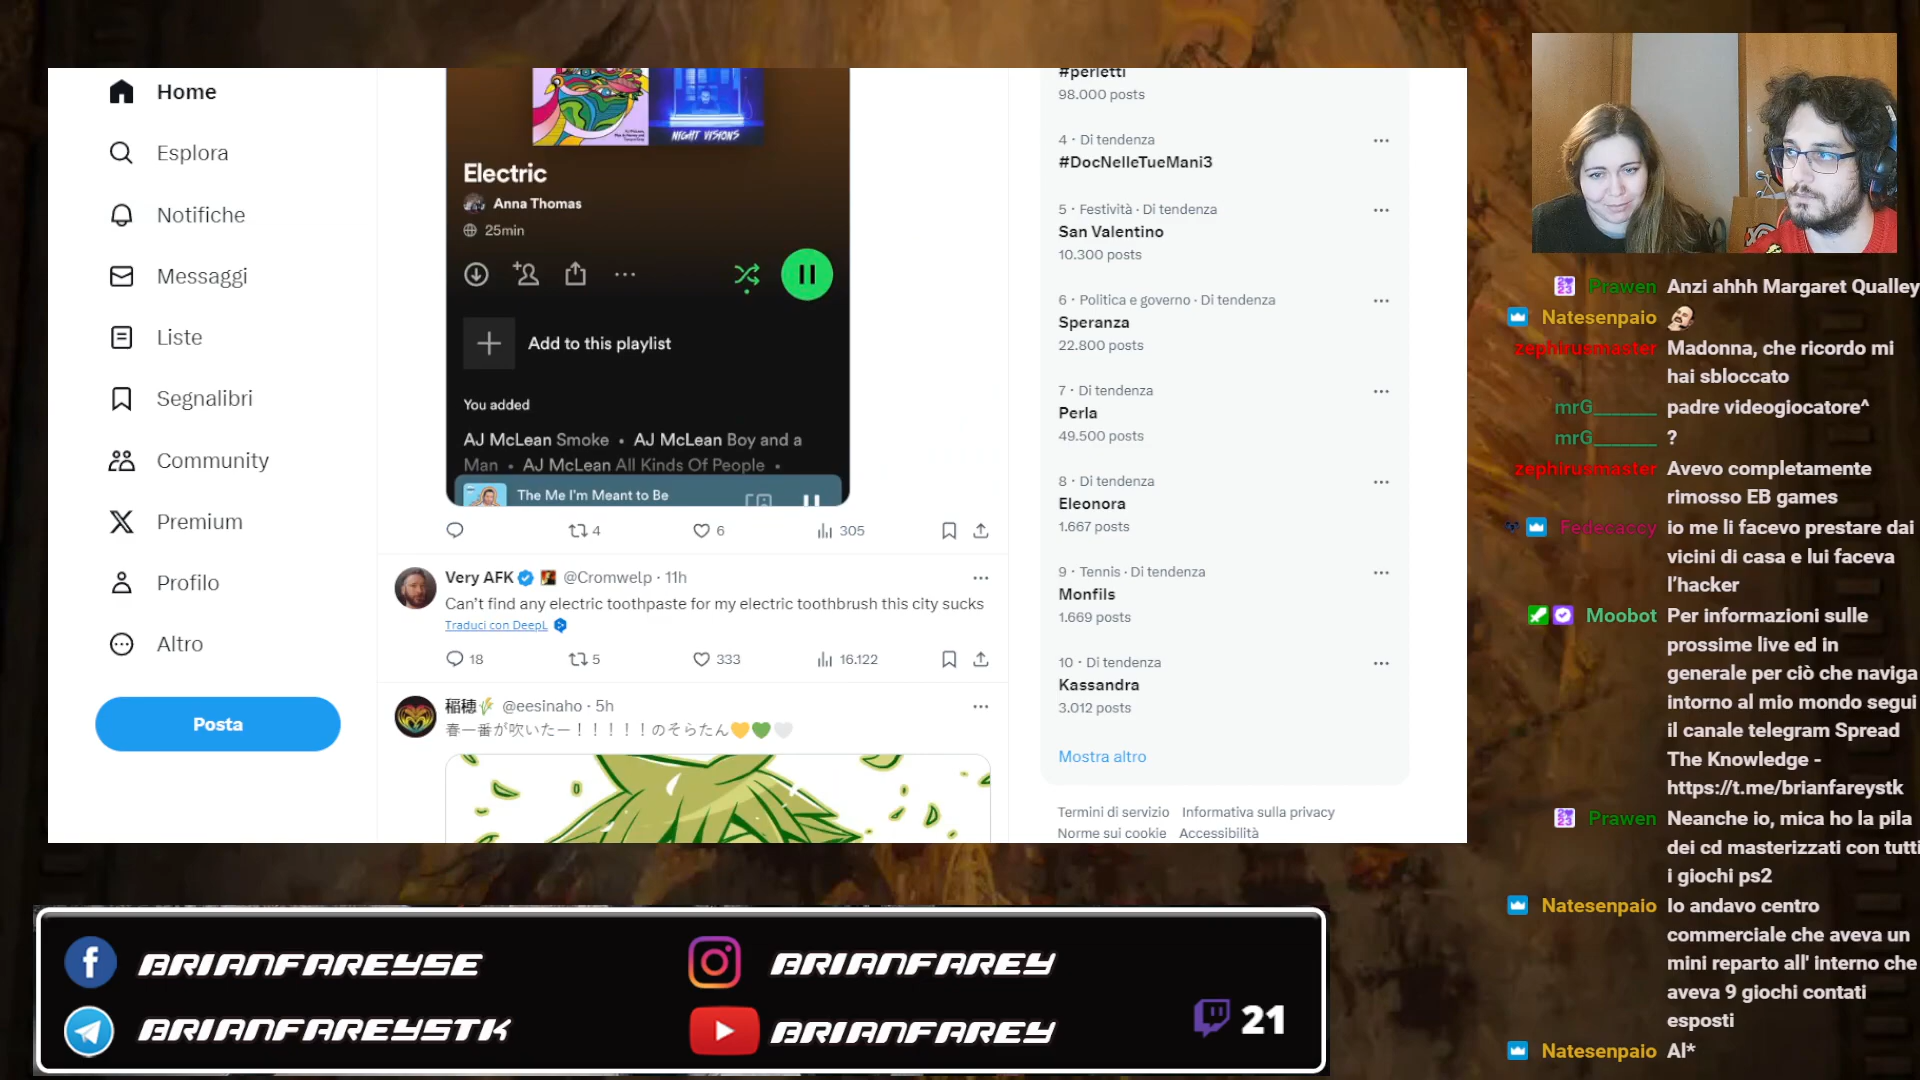 Home
Esplora
Notifiche
Messaggi
Liste
Segnalibri
Community
Premium
Profilo
Altro
Posta
NIGHT VISIONS
Electric
Anna Thomas
25min
Add to this playlist
You added
AJ McLean Smoke • AJ McLean Boy and a
Man • AJ McLean All Kinds Of People •
The Me I'm Meant to Be
4 6 305
Very AFK @Cromwelp · 11h
Can't find any electric toothpaste for my electric toothbrush this city sucks
Traduci con DeepL
18 5 333 16.122
稲穂🌾 @eesinaho · 5h
春一番が吹いたー！！！！！のそらたん💛💚🤍
#perletti
98.000 posts
4 · Di tendenza
#DocNelleTueMani3
5 · Festività · Di tendenza
San Valentino
10.300 posts
6 · Politica e governo · Di tendenza
Speranza
22.800 posts
7 · Di tendenza
Perla
49.500 posts
8 · Di tendenza
Eleonora
1.667 posts
9 · Tennis · Di tendenza
Monfils
1.669 posts
10 · Di tendenza
Kassandra
3.012 posts
Mostra altro
Termini di servizio Informativa sulla privacy
Norme sui cookie Accessibilità
Prawen Anzi ahhh Margaret Qualley
Natesenpaio
zephirusmaster Madonna, che ricordo mi
hai sbloccato
mrG_______ padre videogiocatore^
mrG_______ ?
zephirusmaster Avevo completamente
rimosso EB games
Fedecaccy io me li facevo prestare dai
vicini di casa e lui faceva
l'hacker
Moobot Per informazioni sulle
prossime live ed in
generale per ciò che naviga
intorno al mio mondo segui
il canale telegram Spread
The Knowledge -
https://t.me/brianfareystk
Prawen Neanche io, mica ho la pila
dei cd masterizzati con tutti
i giochi ps2
Natesenpaio Io andavo centro
commerciale che aveva un
mini reparto all' interno che
aveva 9 giochi contati
esposti
Natesenpaio Al*
BRIANFAREYSE
BRIANFAREY
BRIANFAREYSTK
BRIANFAREY
21